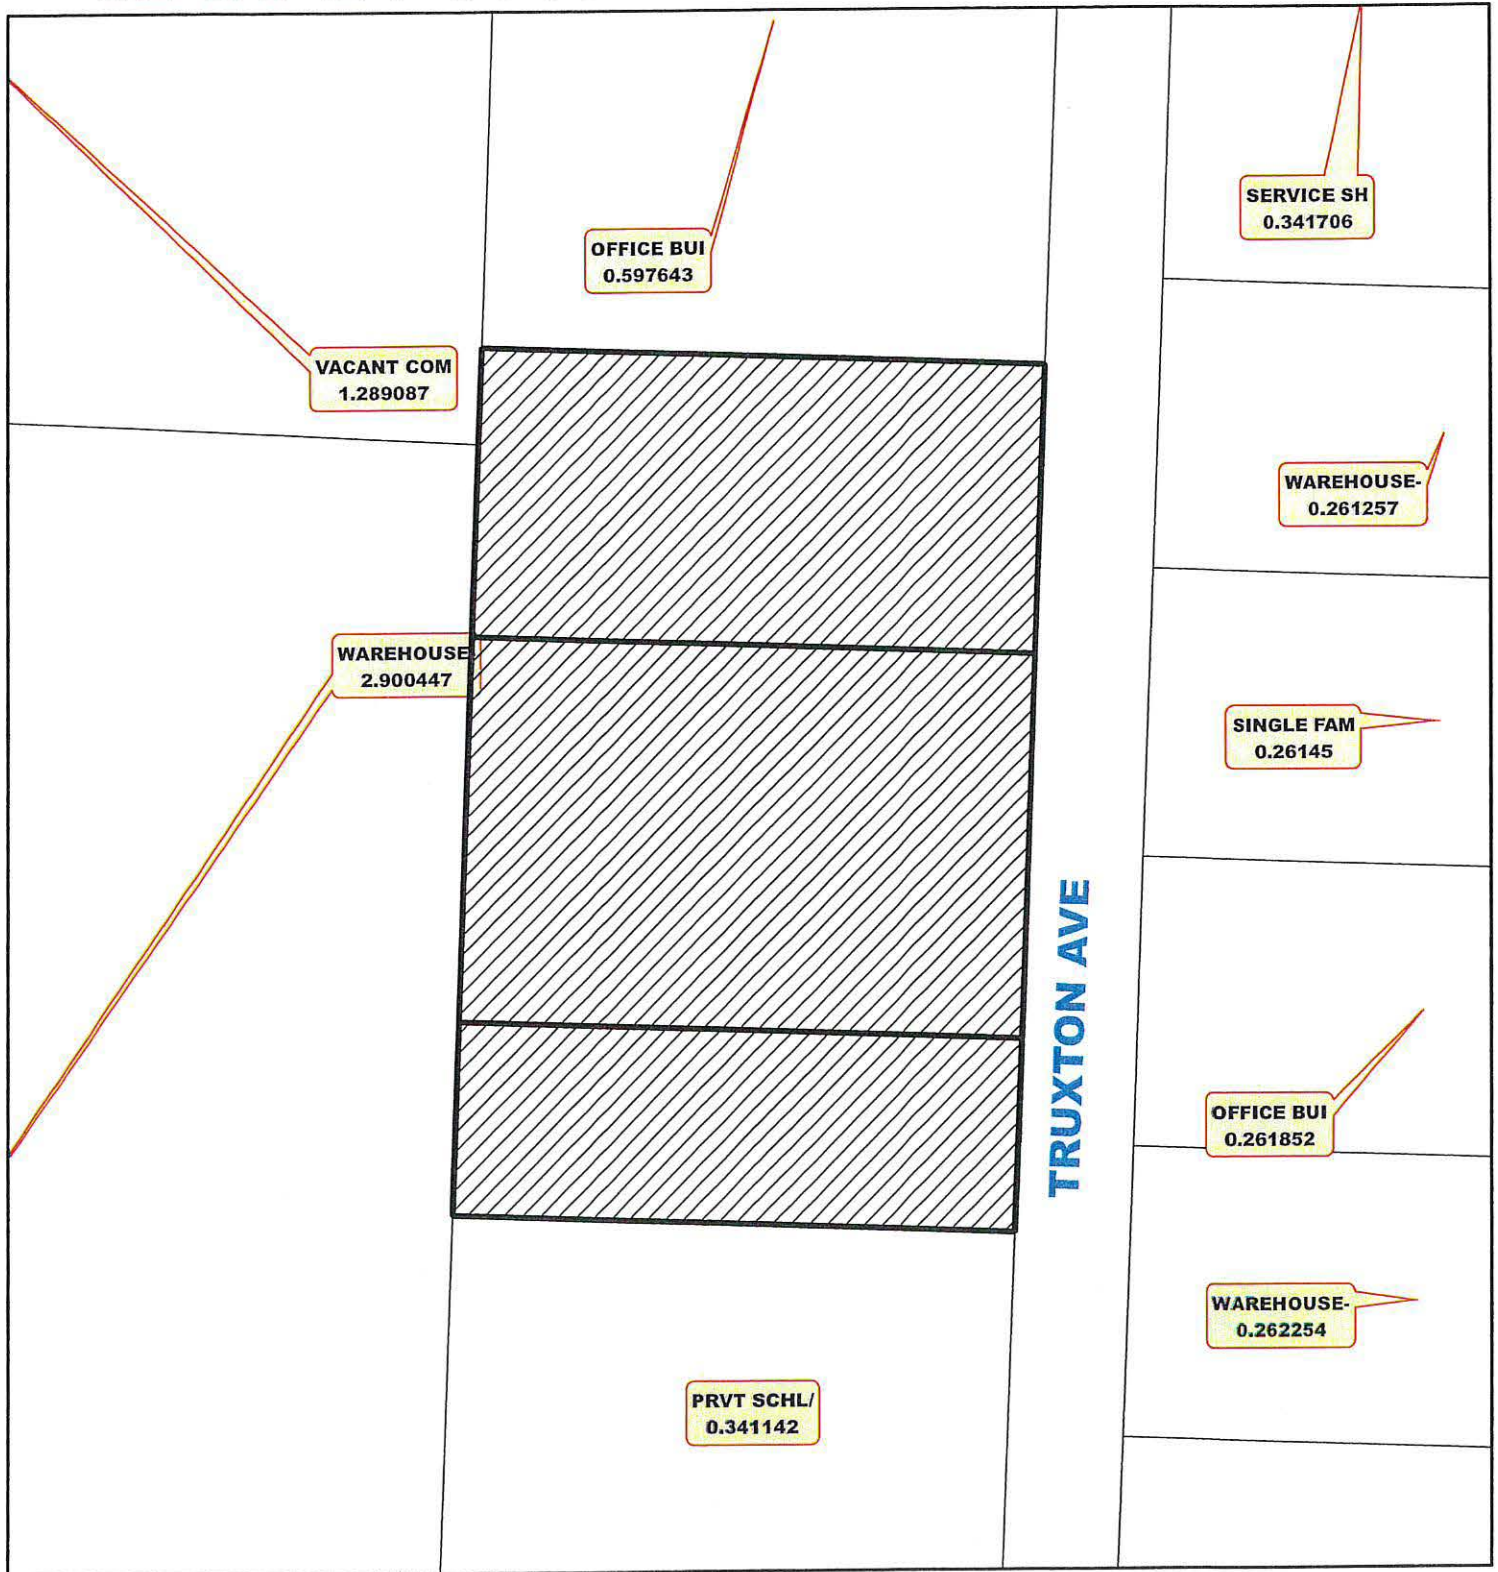 SERVICE SH
0.341706
OFFICE BUI
0.597643
VACANT COM
1.289087
WAREHOUSE-
0.261257
WAREHOUSE
2.900447
SINGLE FAM
0.26145
TRUXTON AVE
OFFICE BUI
0.261852
WAREHOUSE-
0.262254
PRVT SCHL/
0.341142